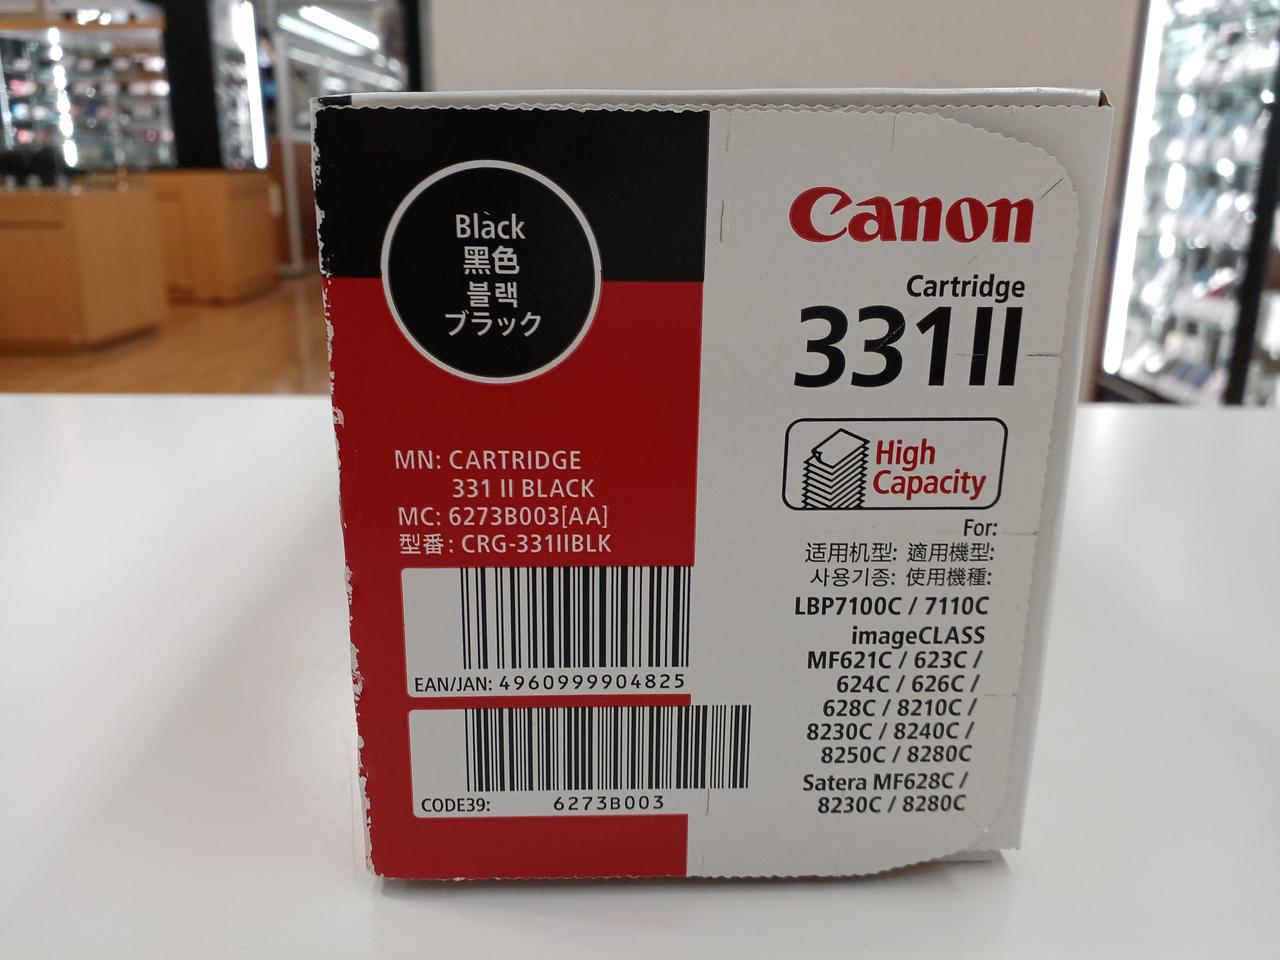 Black
黑色
블랙
ブラック
MN: CARTRIDGE
331 II BLACK
MC: 6273B003[AA]
型番: CRG-331IIBLK
EAN/JAN: 4960999904825
CODE39: 6273B003
Canon
Cartridge
331II
High
Capacity
For:
适用机型: 適用機型:
사용기종: 使用機種:
LBP7100C / 7110C
imageCLASS
MF621C / 623C /
624C / 626C /
628C / 8210C /
8230C / 8240C /
8250C / 8280C
Satera MF628C /
8230C / 8280C